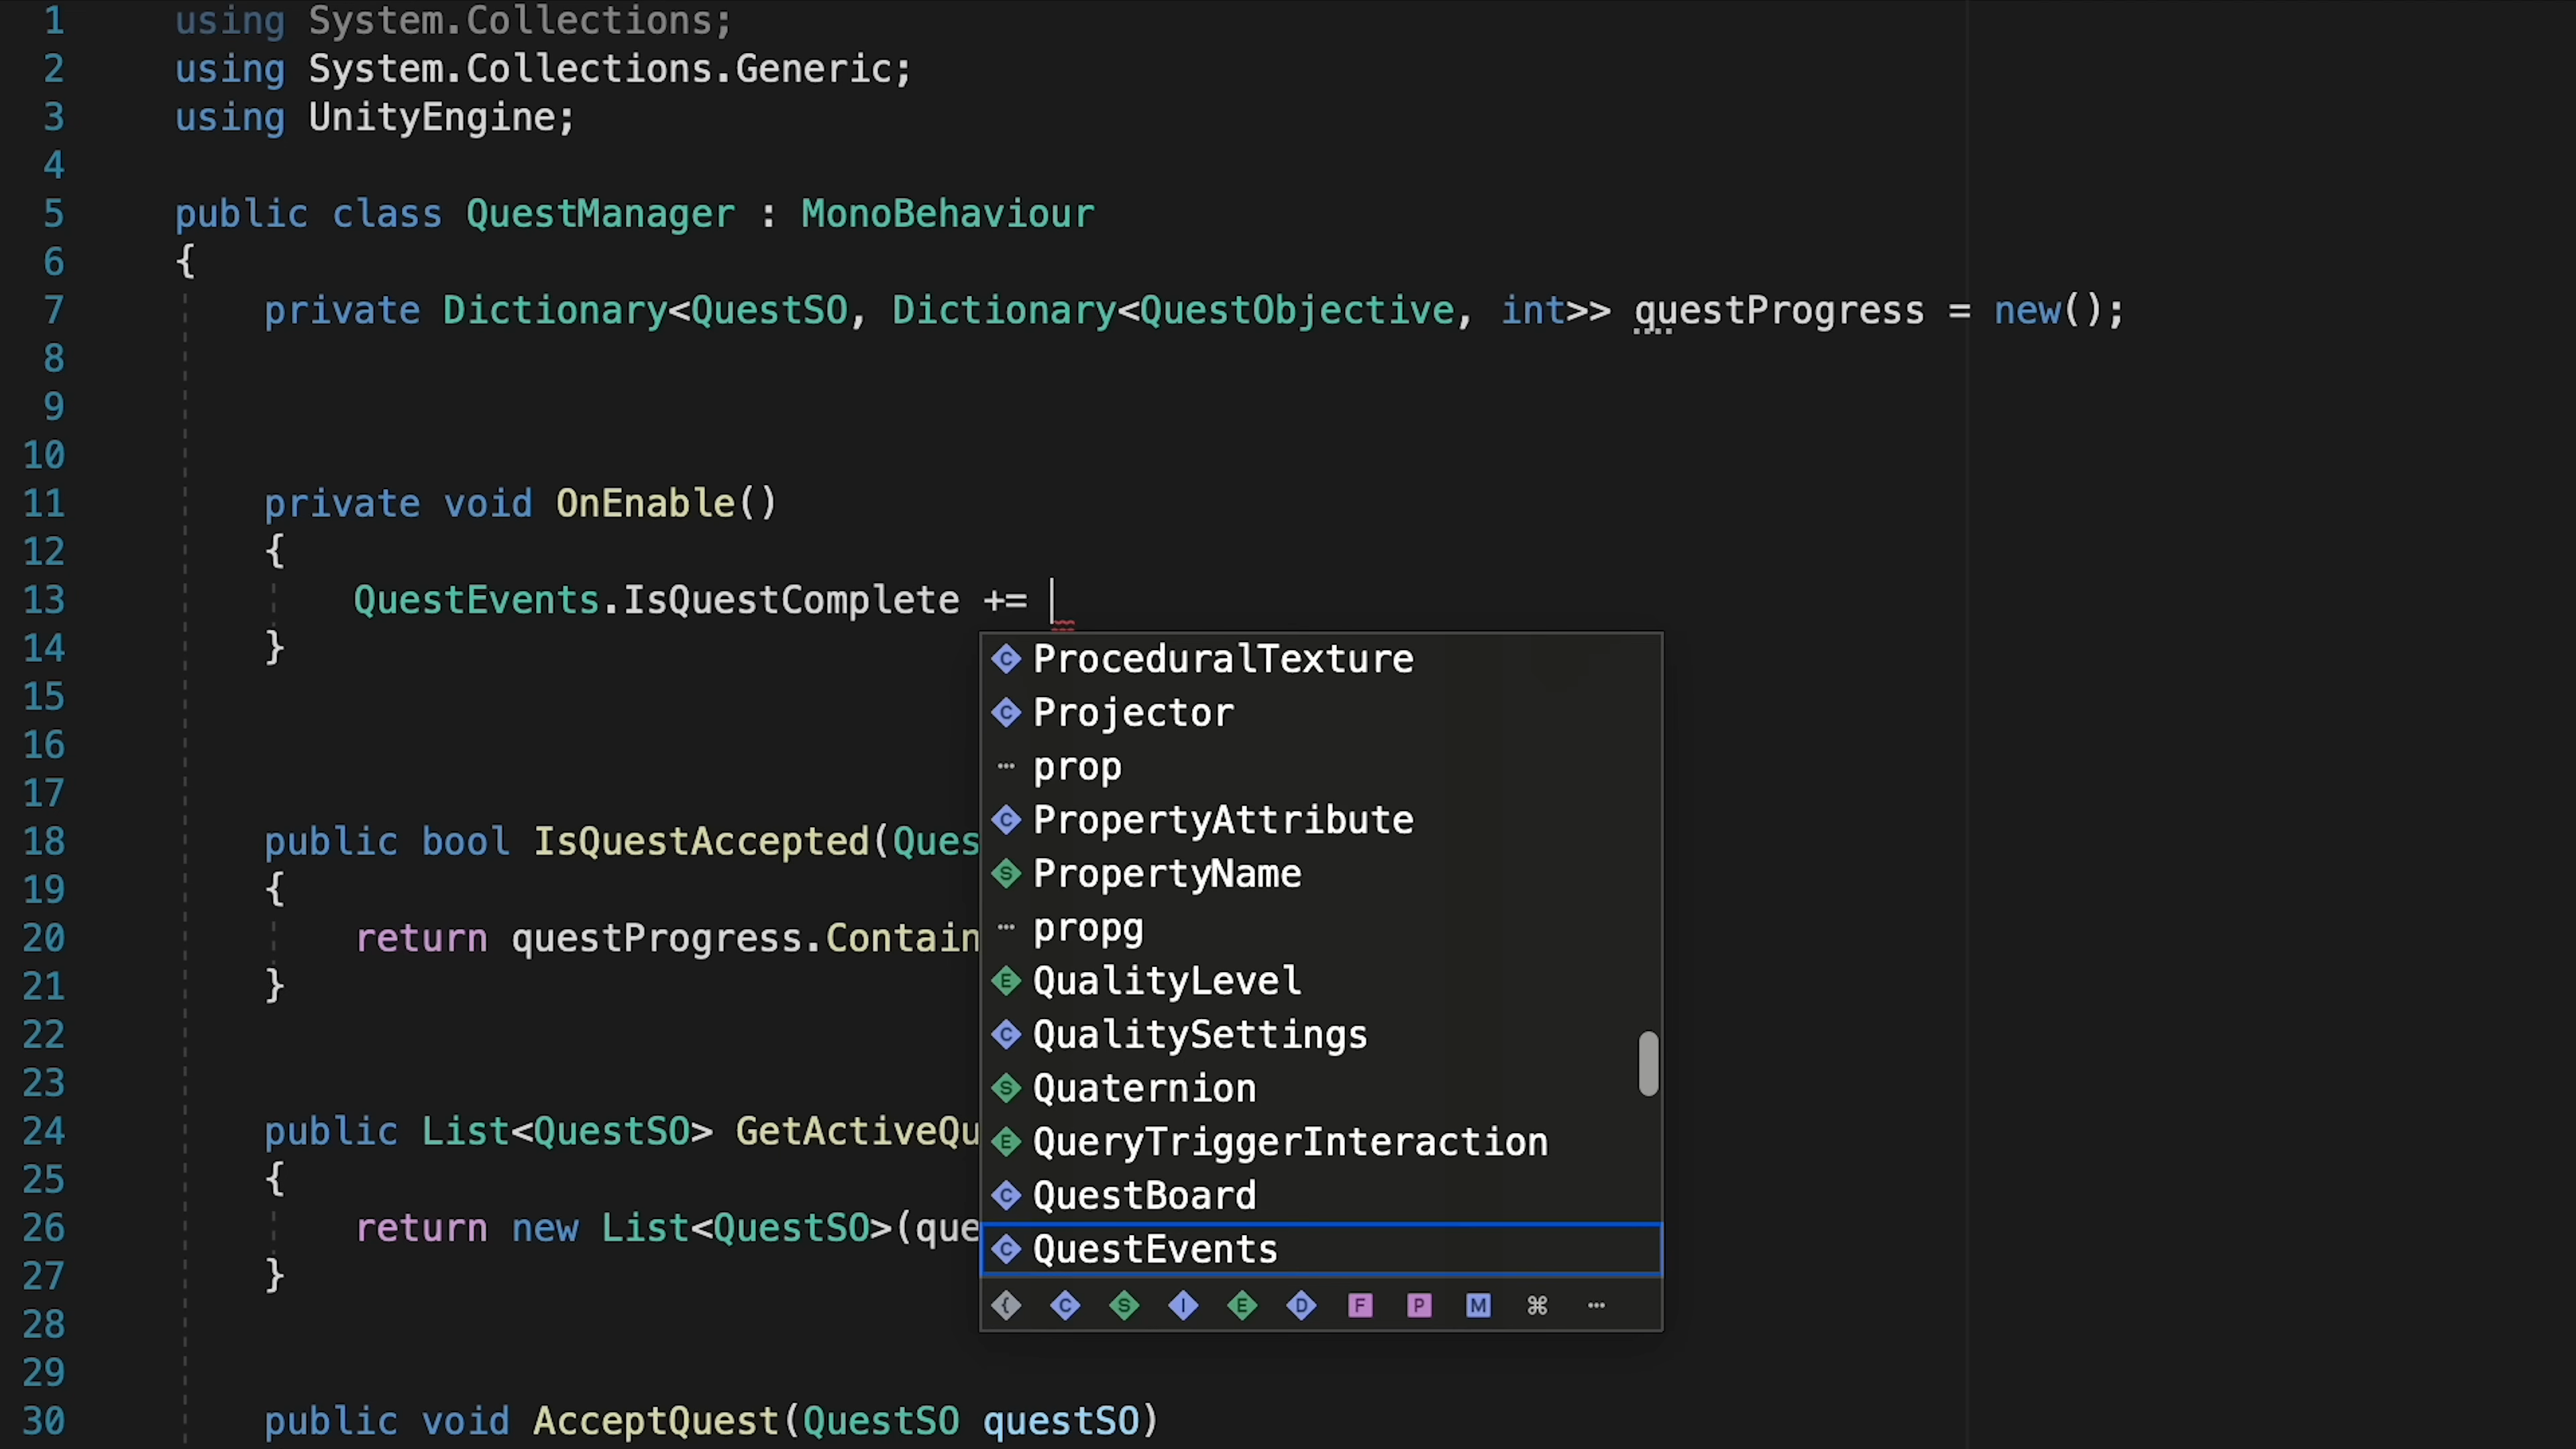 1 using System.Collections;
2 using System.Collections.Generic;
3 using UnityEngine;
4
5 public class QuestManager : MonoBehaviour
6 {
7 private Dictionary<QuestSO, Dictionary<QuestObjective, int>> questProgress = new();
8
9
10
11 private void OnEnable()
12 {
13 QuestEvents.IsQuestComplete +=
14 }
15
16
17
18 public bool IsQuestAccepted(Ques
19 {
20 return questProgress.Contain
21 }
22
23
24 public List<QuestSO> GetActiveQu
25 {
26 return new List<QuestSO>(que
27 }
28
29
30 public void AcceptQuest(QuestSO questSO)
C ProceduralTexture
C Projector
prop
C PropertyAttribute
S PropertyName
propg
E QualityLevel
C QualitySettings
S Quaternion
E QueryTriggerInteraction
C QuestBoard
C QuestEvents
{ C S I E D F P M ⌘ ···